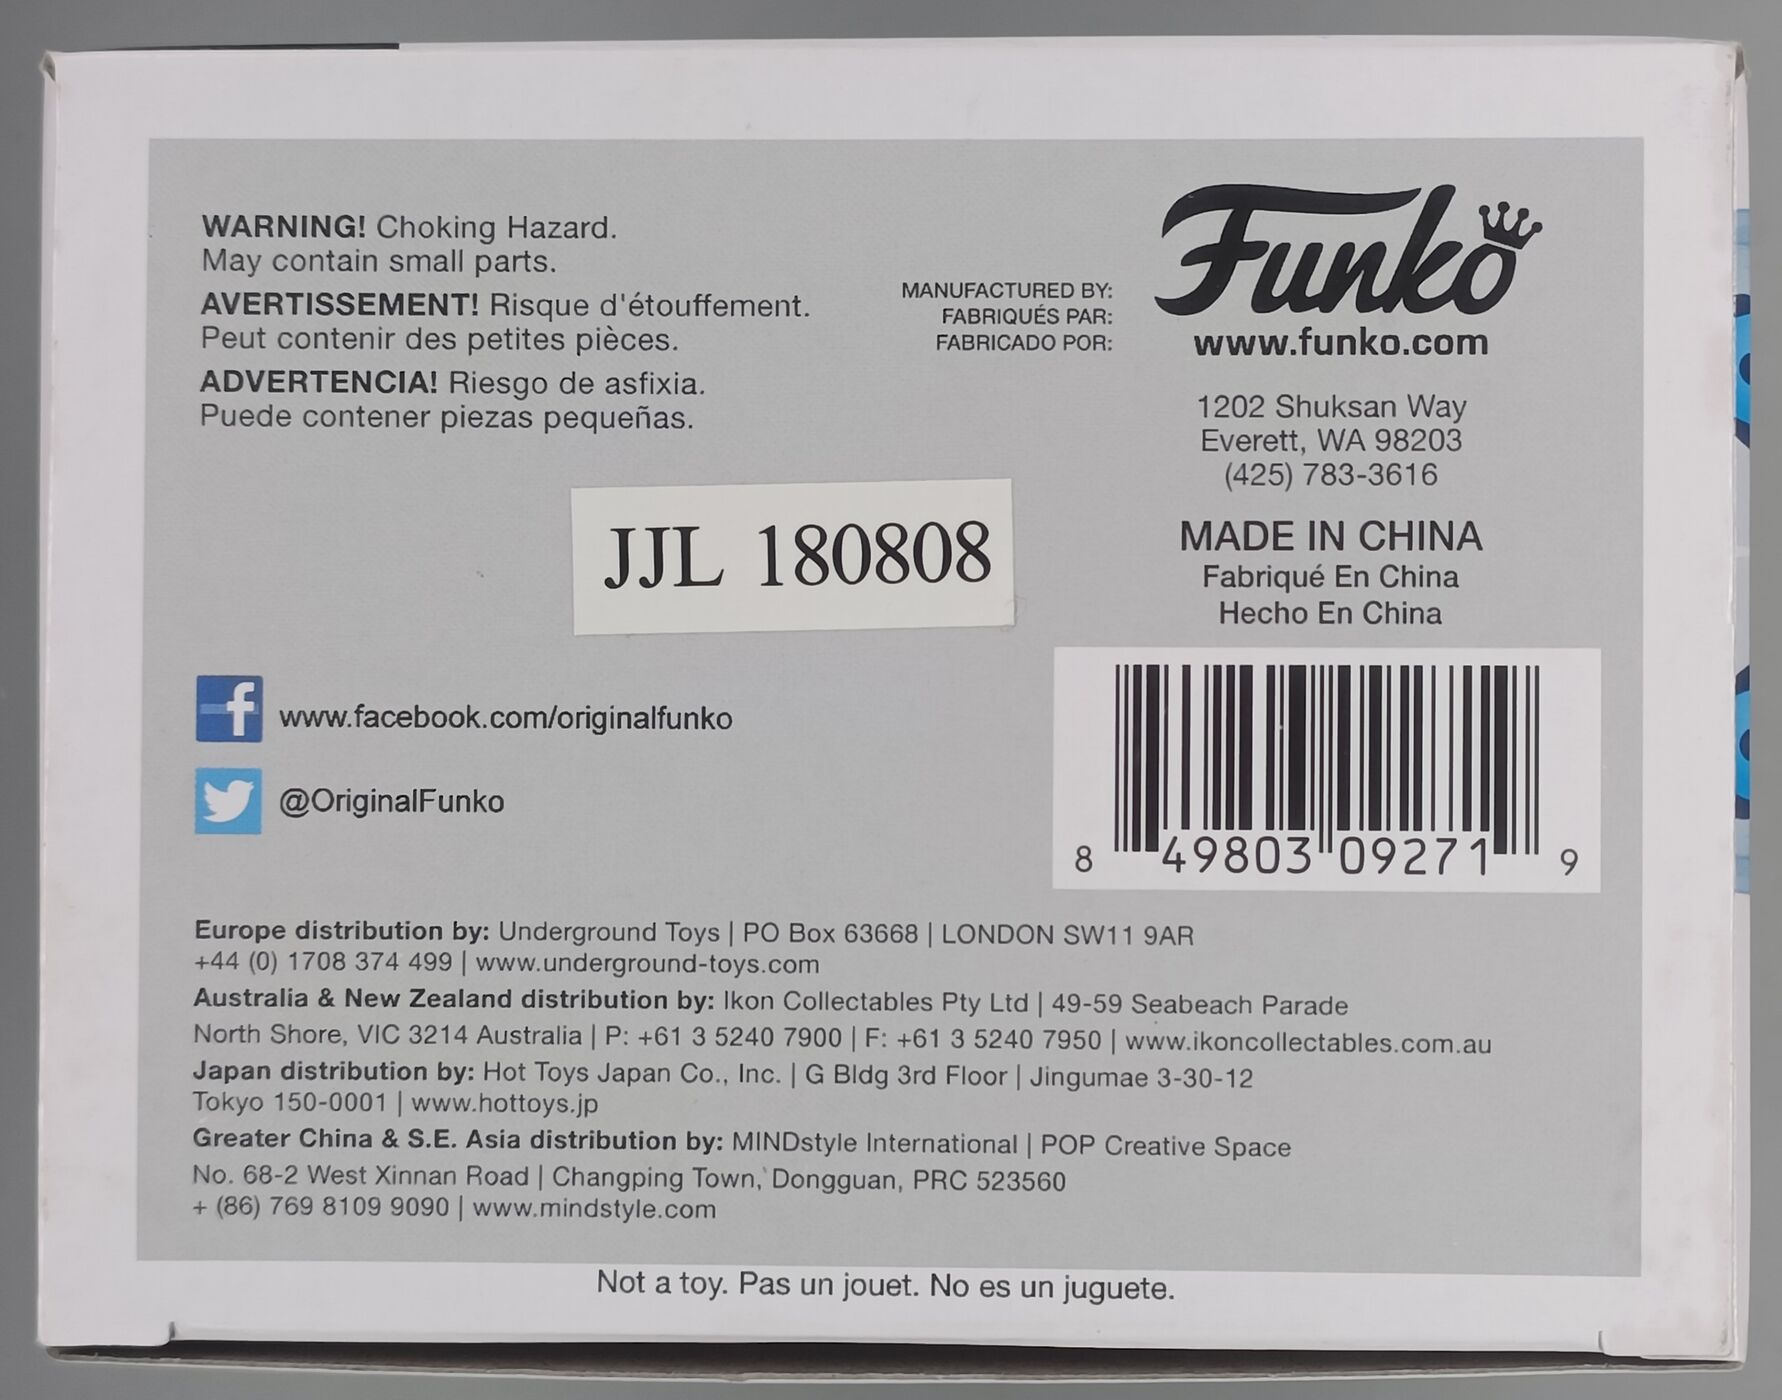 WARNING! Choking Hazard.
May contain small parts.
AVERTISSEMENT! Risque d'étouffement.
Peut contenir des petites pièces.
ADVERTENCIA! Riesgo de asfixia.
Puede contener piezas pequeñas.
MANUFACTURED BY:
FABRIQUÉS PAR:
FABRICADO POR:
Funko
www.funko.com
1202 Shuksan Way
Everett, WA 98203
(425) 783-3616
MADE IN CHINA
Fabriqué En China
Hecho En China
JJL 180808
www.facebook.com/originalfunko
@OriginalFunko
8 49803 09271 9
Europe distribution by: Underground Toys | PO Box 63668 | LONDON SW11 9AR
+44 (0) 1708 374 499 | www.underground-toys.com
Australia & New Zealand distribution by: Ikon Collectables Pty Ltd | 49-59 Seabeach Parade
North Shore, VIC 3214 Australia | P: +61 3 5240 7900 | F: +61 3 5240 7950 | www.ikoncollectables.com.au
Japan distribution by: Hot Toys Japan Co., Inc. | G Bldg 3rd Floor | Jingumae 3-30-12
Tokyo 150-0001 | www.hottoys.jp
Greater China & S.E. Asia distribution by: MINDstyle International | POP Creative Space
No. 68-2 West Xinnan Road | Changping Town, Dongguan, PRC 523560
+ (86) 769 8109 9090 | www.mindstyle.com
Not a toy. Pas un jouet. No es un juguete.